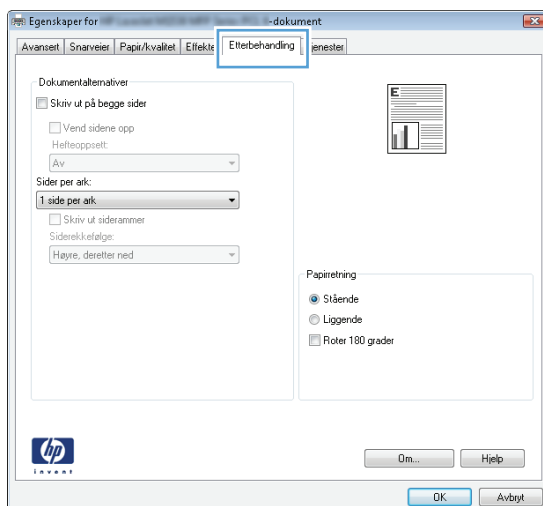 Egenskaper for -dokument
Avansert Snarveier Papir/kvalitet Effekte Etterbehandling jenester
Dokumentalternativer
Skriv ut på begge sider
Vend sidene opp
Hefteoppsett:
Av
Sider per ark:
1 side per ark
Skriv ut siderammer
Siderekkefølge:
Høyre, deretter ned
E
Papirretning
Stående
Liggende
Roter 180 grader
hp
invent
Om... Hjelp
OK Avbryt